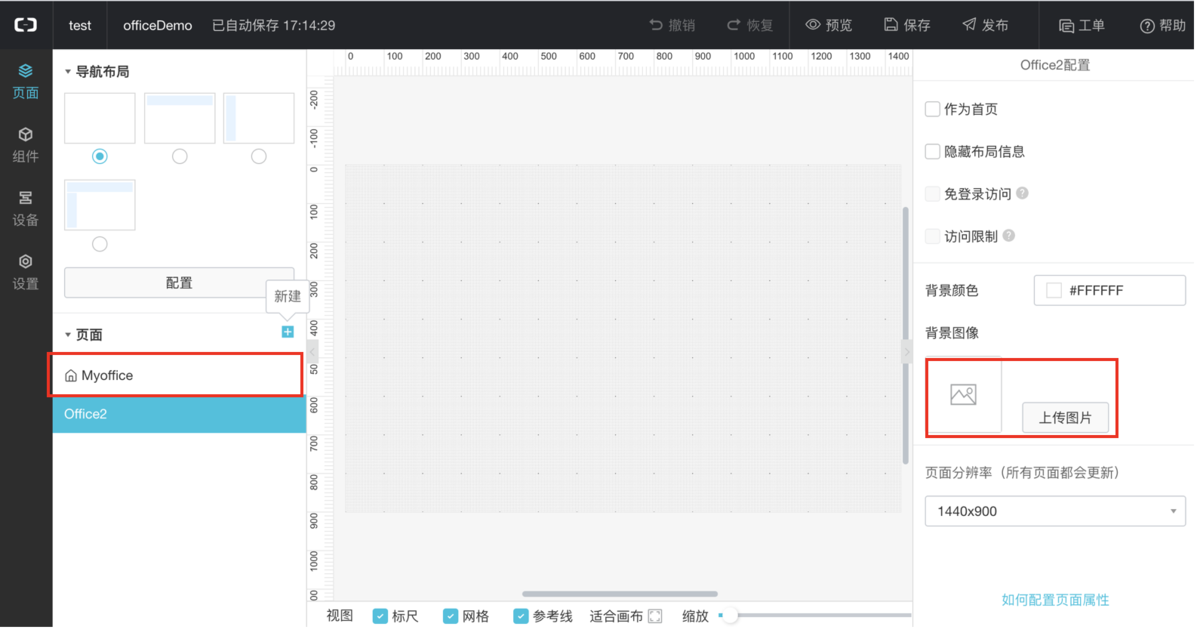 test officeDemo 已自动保存 17:14:29 撤销 恢复 预览 保存 发布 工单 帮助
页面
组件
设备
设置
导航布局
配置
新建
页面
Myoffice
Office2
0 100 200 300 400 500 600 700 800 900 1000 1100 1200 1300 1400
-200
-100
0
100
200
300
400
50
600
700
800
900
1000
00
视图 标尺 网格 参考线 适合画布 缩放
Office2配置
作为首页
隐藏布局信息
免登录访问 ?
访问限制 ?
背景颜色 #FFFFFF
背景图像
上传图片
页面分辨率（所有页面都会更新）
1440x900
如何配置页面属性